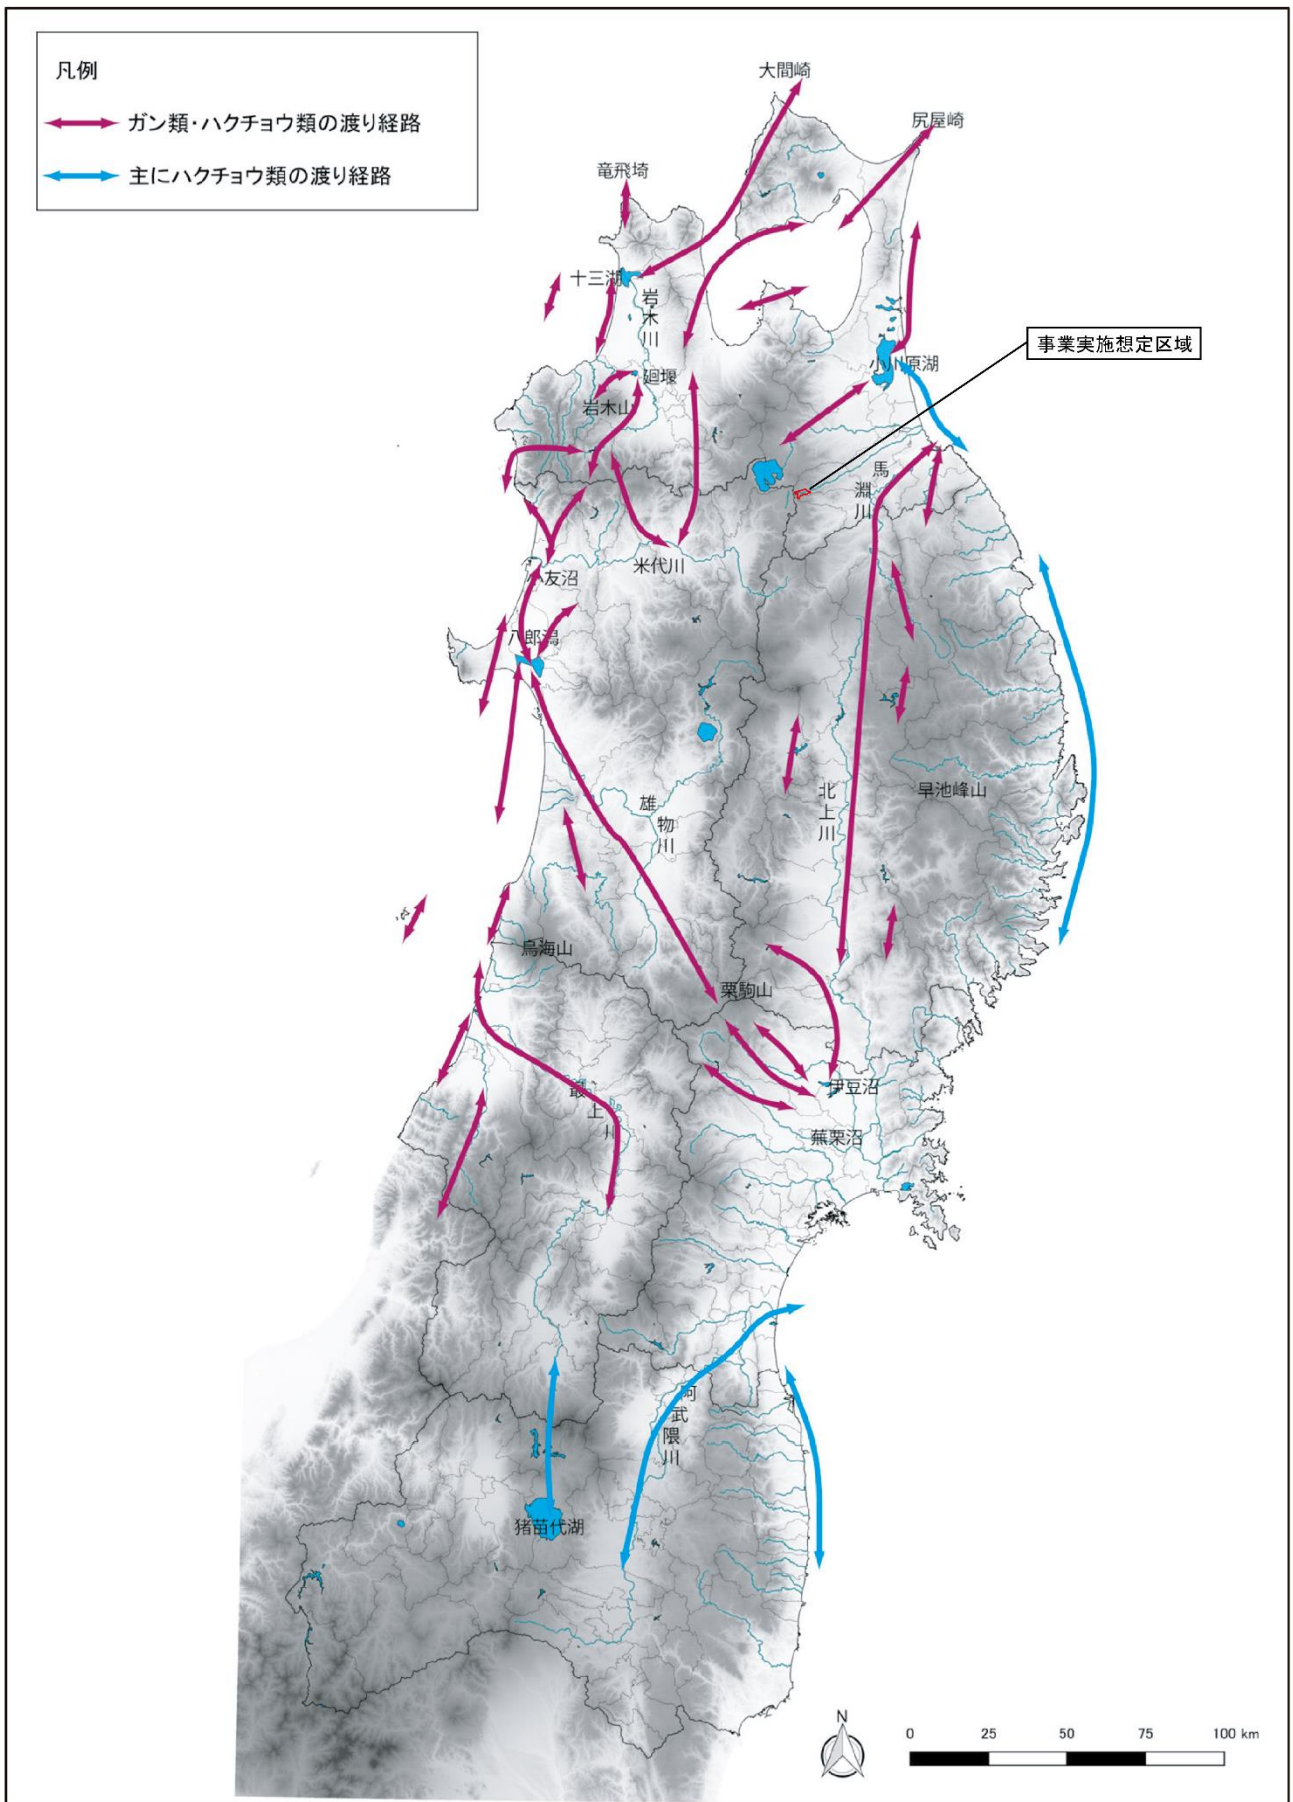 凡例
ガン類・ハクチョウ類の渡り経路
主にハクチョウ類の渡り経路
大間崎
尻屋崎
竜飛埼
十三湖
岩木川
事業実施想定区域
小川原湖
廻堰
岩木山
馬淵川
米代川
小友沼
八郎潟
北上川
早池峰山
雄物川
鳥海山
栗駒山
伊豆沼
最上川
蕪栗沼
阿武隈川
猪苗代湖
N
0 25 50 75 100 km